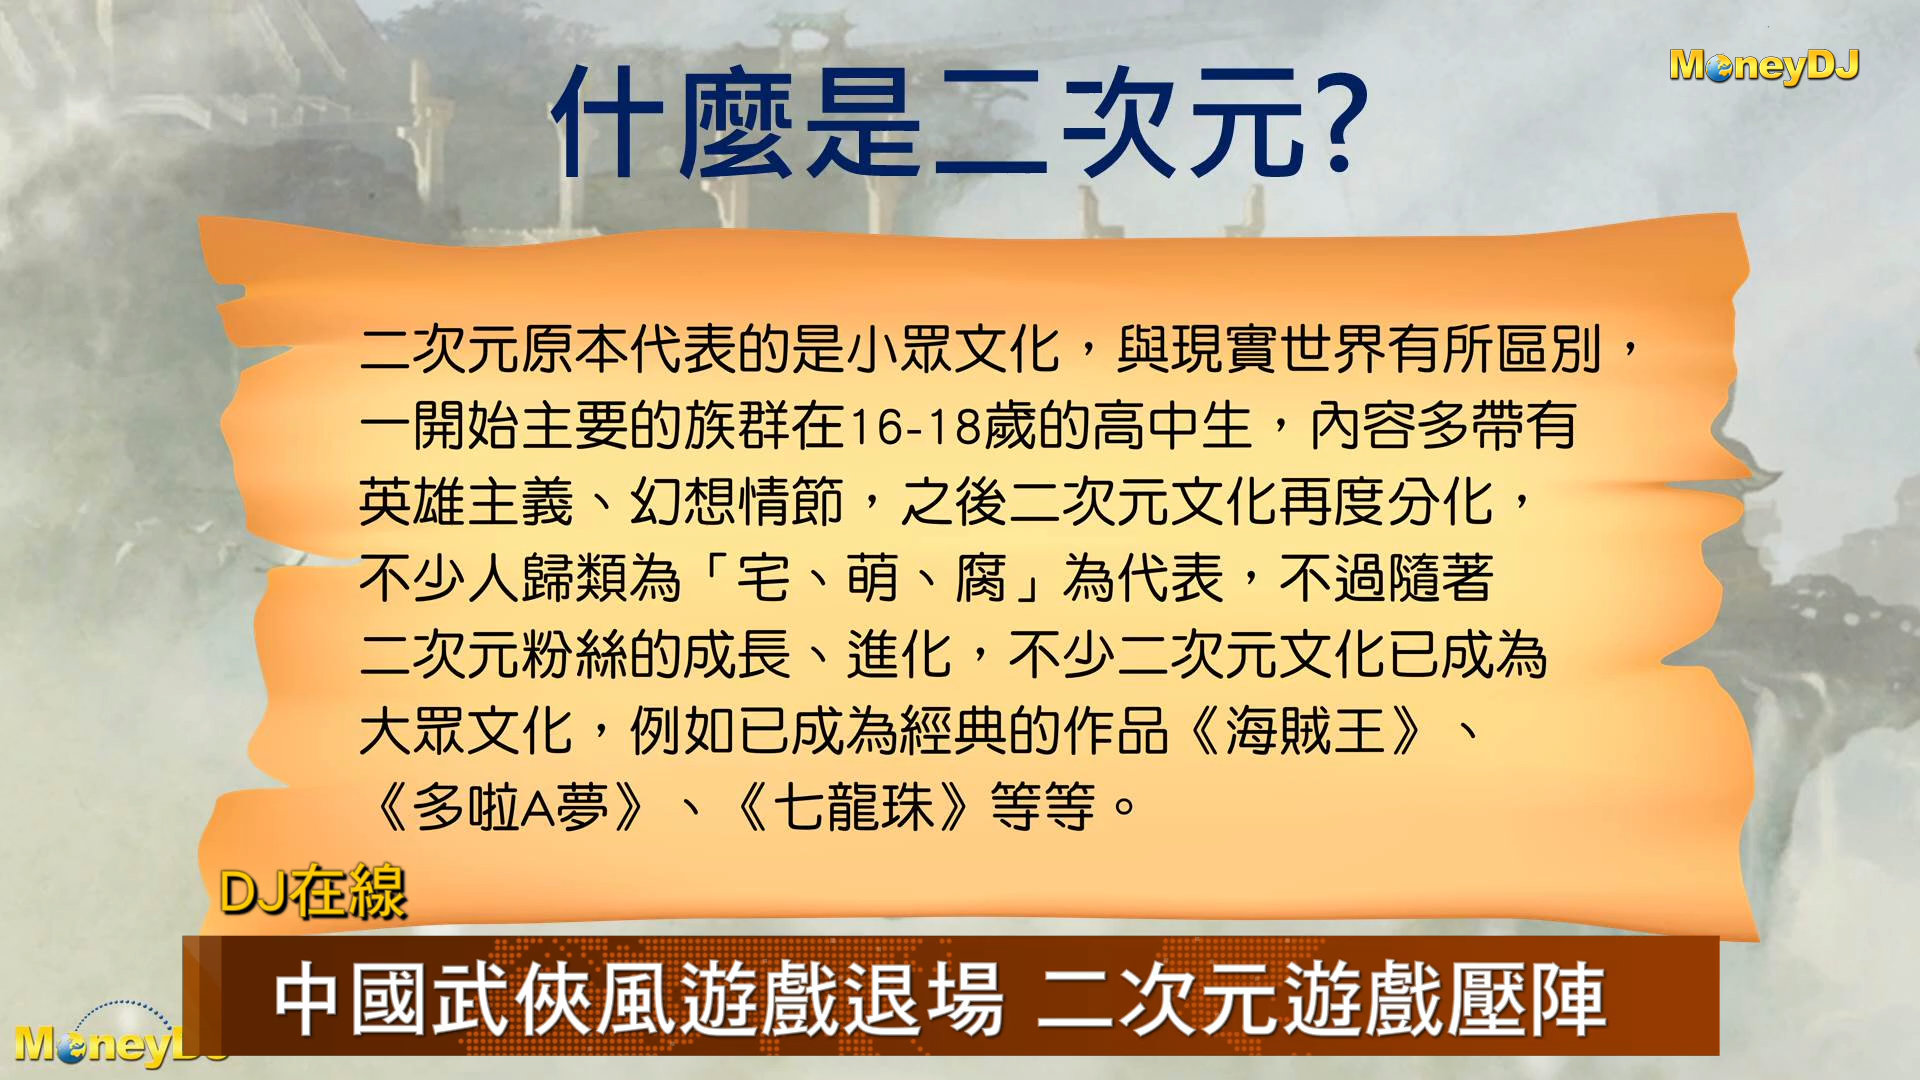 MoneyDJ
什麼是二次元?
二次元原本代表的是小眾文化，與現實世界有所區別，
一開始主要的族群在16-18歲的高中生，內容多帶有
英雄主義、幻想情節，之後二次元文化再度分化，
不少人歸類為「宅、萌、腐」為代表，不過隨著
二次元粉絲的成長、進化，不少二次元文化已成為
大眾文化，例如已成為經典的作品《海賊王》、
《多啦A夢》、《七龍珠》等等。
DJ在線
中國武俠風遊戲退場 二次元遊戲壓陣
MoneyDJ